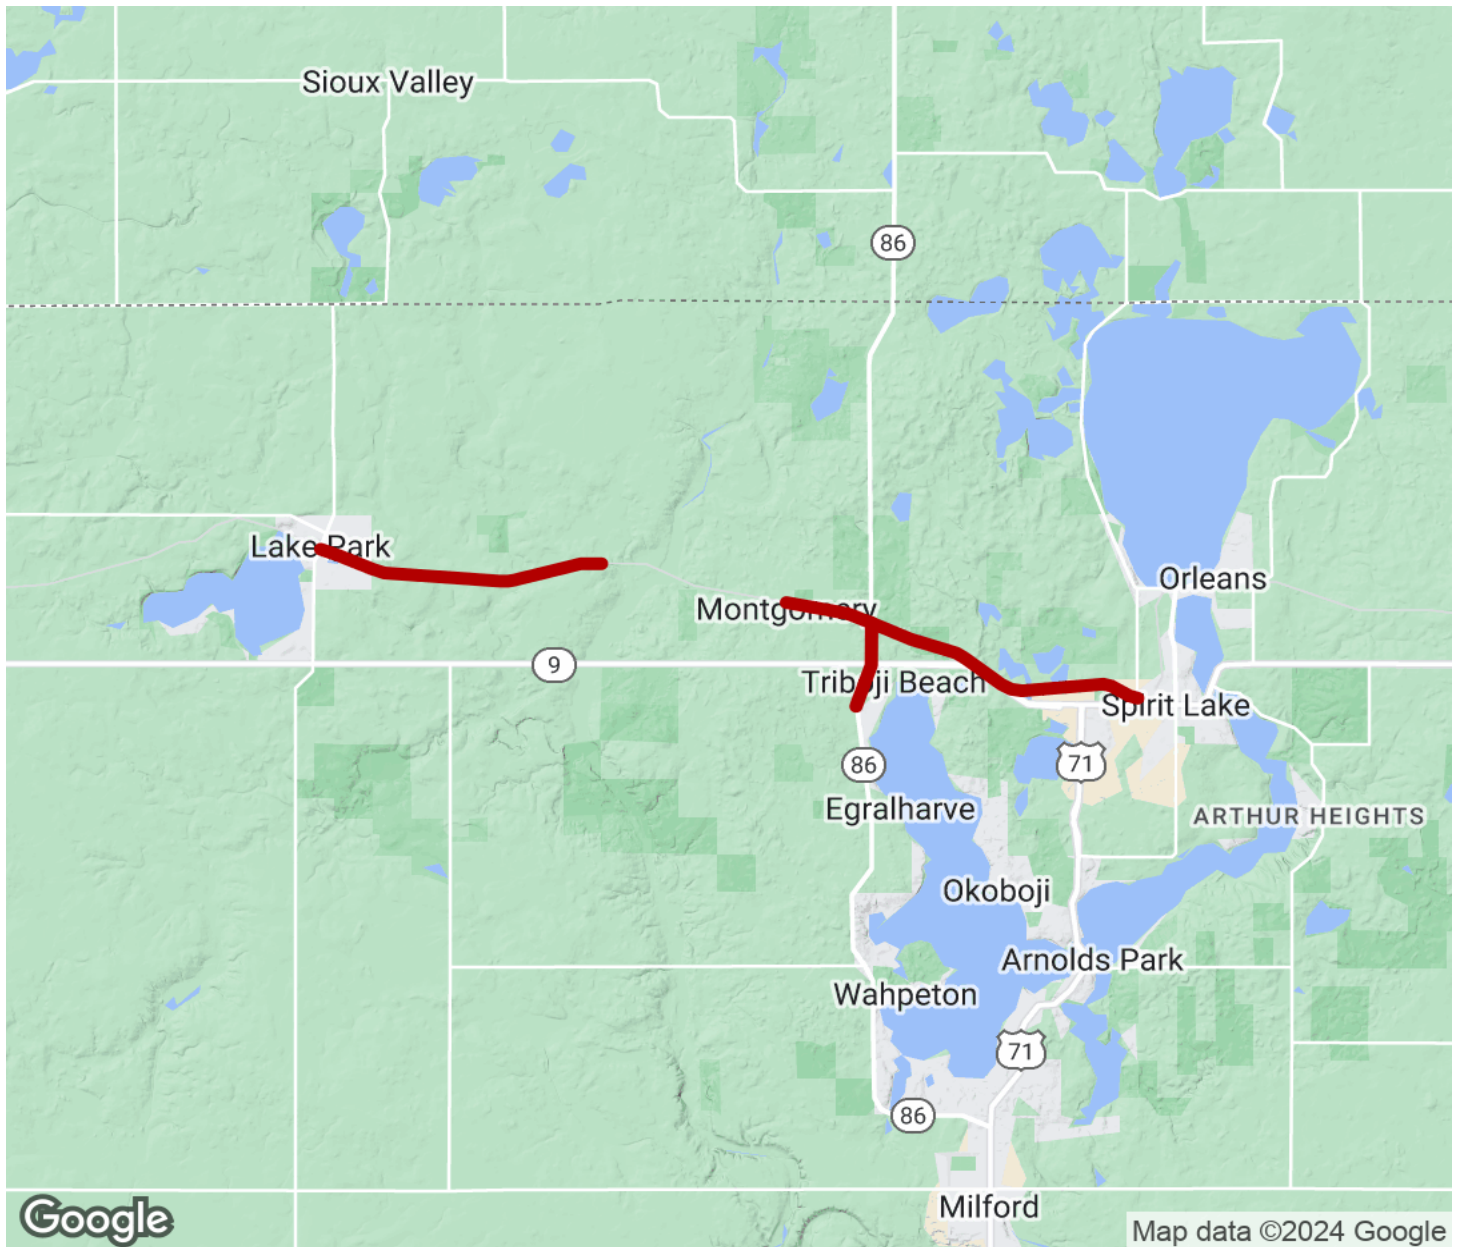 Sioux Valley
86
Lake Park
Orleans
Montgomery
9
Triboji Beach
Spirit Lake
86
71
Egralharve
ARTHUR HEIGHTS
Okoboji
Arnolds Park
Wahpeton
71
86
Milford
Google
Map data ©2024 Google